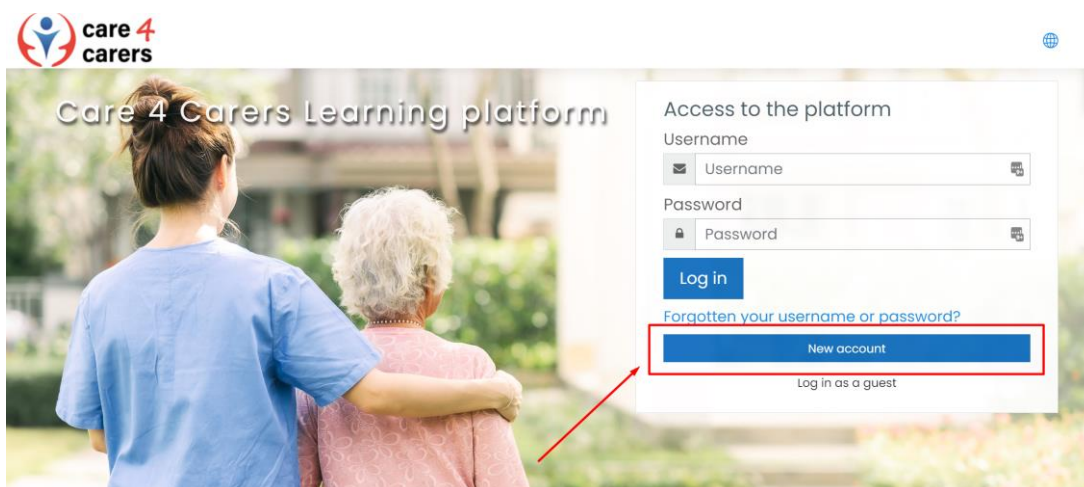 care 4
carers
Care 4 Carers Learning platform
Access to the platform
Username
Username
Password
Password
Log in
Forgotten your username or password?
New account
Log in as a guest